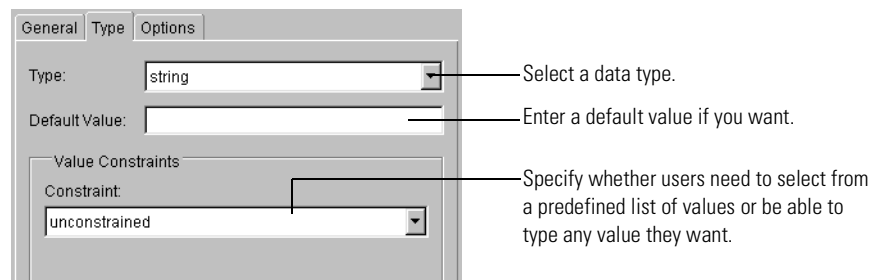 General Type Options
Type: string Select a data type.
Default Value: Enter a default value if you want.
Value Constraints
Constraint:
unconstrained
Specify whether users need to select from
a predefined list of values or be able to
type any value they want.